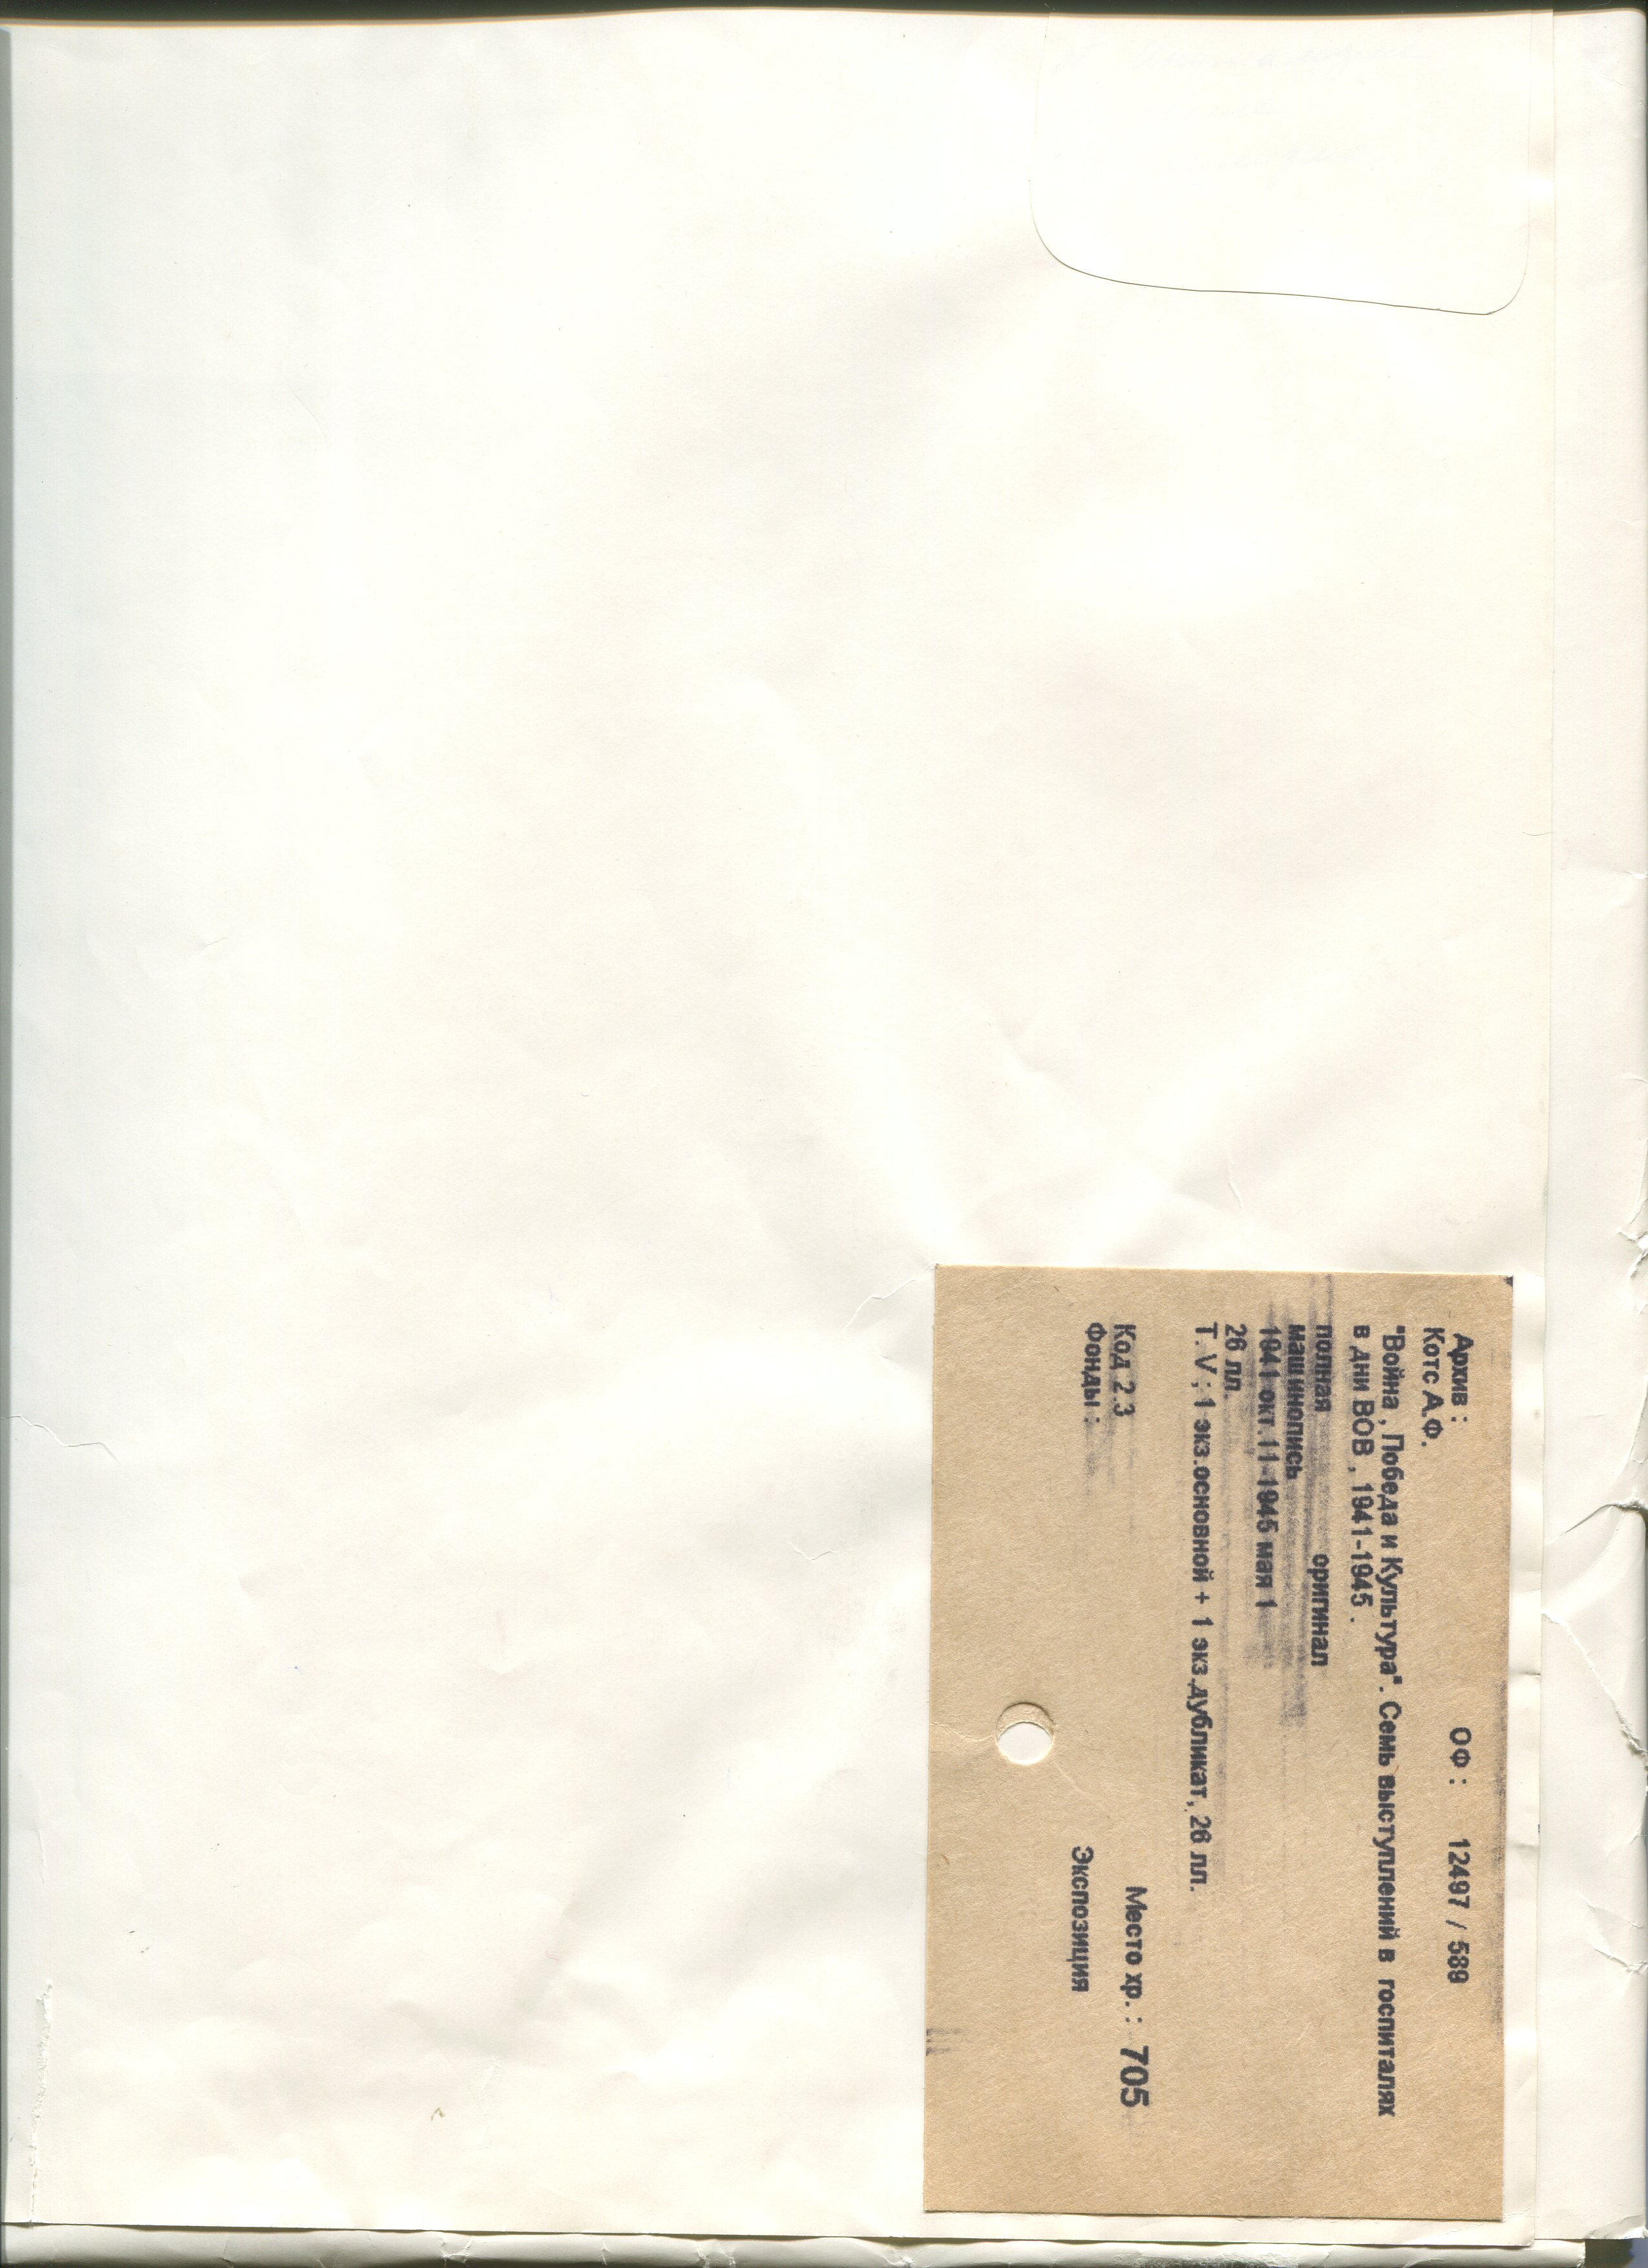 Архив : ОФ : 12497 / 589
Котс А.Ф.
"Война , Победа и Культура". Семь выступлений в госпиталях
в дни ВОВ , 1941-1945 .
полная оригинал
машинопись
1941 окт.11-1945 мая 1
26 лл.
Т. V ; 1 экз.основной + 1 экз.дубликат, 26 лл.
Код 2.3 Место хр. : 705
Фонды : Экспозиция